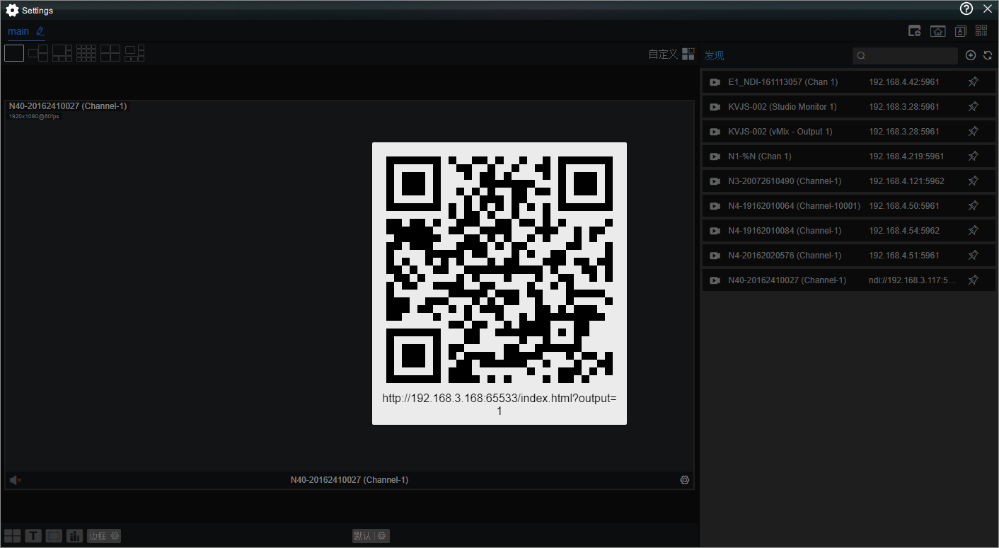 Settings
main
自定义
发现
N40-20162410027 (Channel-1)
1920x1080@60fps
E1_NDI-161113057 (Chan 1) 192.168.4.42:5961
KVJS-002 (Studio Monitor 1) 192.168.3.28:5961
KVJS-002 (vMix - Output 1) 192.168.3.28:5961
N1-%N (Chan 1) 192.168.4.219:5961
N3-20072610490 (Channel-1) 192.168.4.121:5962
N4-19162010064 (Channel-10001) 192.168.4.50:5961
N4-19162010084 (Channel-1) 192.168.4.54:5962
N4-20162020576 (Channel-1) 192.168.4.51:5961
N40-20162410027 (Channel-1) ndi://192.168.3.117:5...
http://192.168.3.168:65533/index.html?output=
1
N40-20162410027 (Channel-1)
T
边框
默认